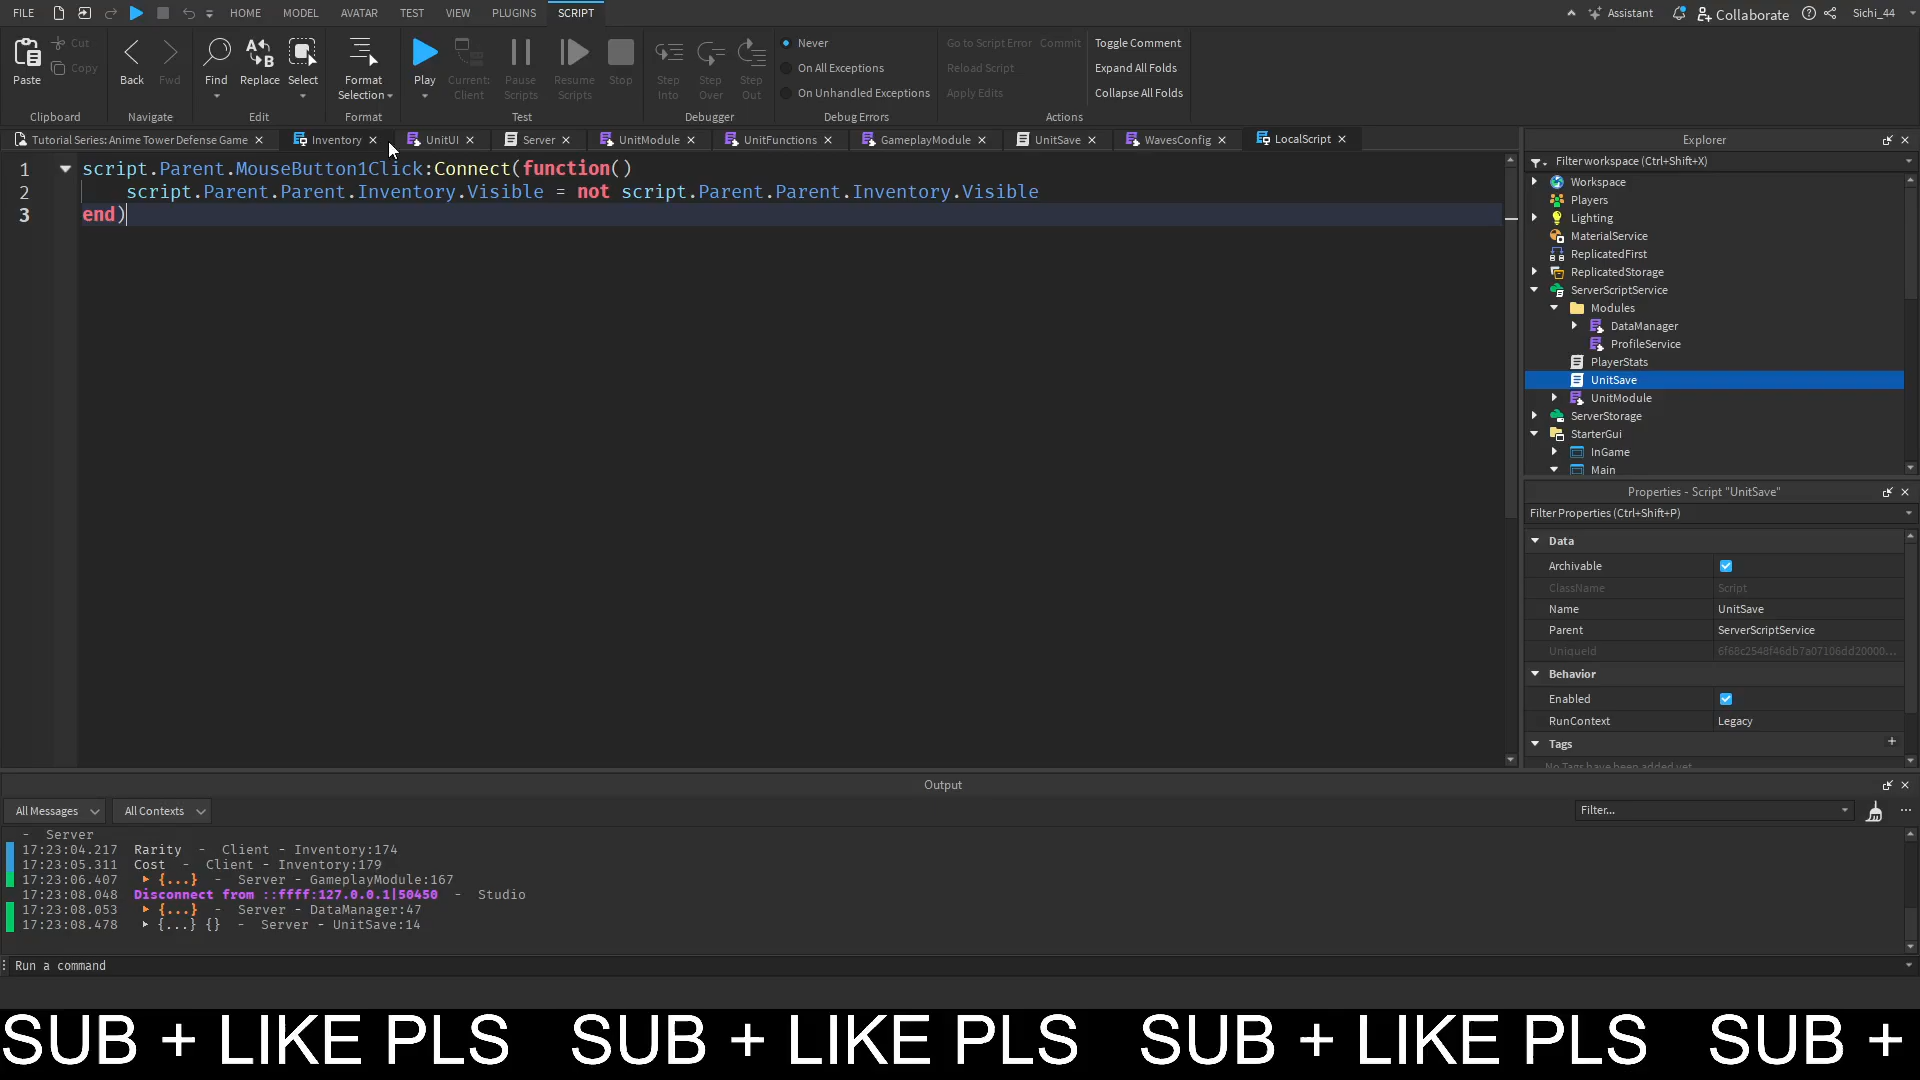 FILE HOME MODEL AVATAR TEST VIEW PLUGINS SCRIPT Assistant Collaborate Sichi_44
Paste Cut Copy
Back Fwd
Find Replace Select
Format Selection
Play Current: Client Pause Scripts Resume Scripts Stop
Step Into Step Over Step Out
Never
On All Exceptions
On Unhandled Exceptions
Go to Script Error Commit
Reload Script
Apply Edits
Toggle Comment
Expand All Folds
Collapse All Folds
Clipboard Navigate Edit Format Test Debugger Debug Errors Actions
Tutorial Series: Anime Tower Defense Game Inventory UnitUI Server UnitModule UnitFunctions GameplayModule UnitSave WavesConfig LocalScript
1 script.Parent.MouseButton1Click:Connect(function()
2 script.Parent.Parent.Inventory.Visible = not script.Parent.Parent.Inventory.Visible
3 end)
Explorer
Filter workspace (Ctrl+Shift+X)
Workspace
Players
Lighting
MaterialService
ReplicatedFirst
ReplicatedStorage
ServerScriptService
Modules
DataManager
ProfileService
PlayerStats
UnitSave
UnitModule
ServerStorage
StarterGui
InGame
Main
Properties - Script "UnitSave"
Filter Properties (Ctrl+Shift+P)
Data
Archivable
ClassName Script
Name UnitSave
Parent ServerScriptService
UniqueId 6f68c2548f46db7a07106dd20000...
Behavior
Enabled
RunContext Legacy
Tags
No Tags have been added yet
Output
All Messages All Contexts Filter...
- Server
17:23:04.217 Rarity - Client - Inventory:174
17:23:05.311 Cost - Client - Inventory:179
17:23:06.407 {...} - Server - GameplayModule:167
17:23:08.048 Disconnect from ::ffff:127.0.0.1|50450 - Studio
17:23:08.053 {...} - Server - DataManager:47
17:23:08.478 {...} {} - Server - UnitSave:14
Run a command
SUB + LIKE PLS SUB + LIKE PLS SUB + LIKE PLS SUB +